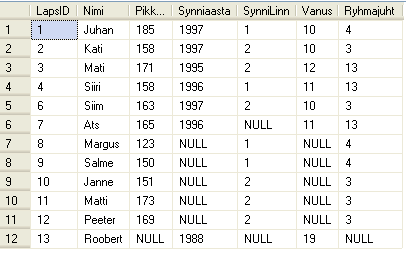 LapsID Nimi Pikk... Synniaasta SynniLinn Vanus Ryhmajuht
1 1 Juhan 185 1997 1 10 4
2 2 Kati 158 1997 2 10 3
3 3 Mati 171 1995 2 12 13
4 4 Siiri 158 1996 1 11 13
5 6 Siim 163 1997 2 10 3
6 7 Ats 165 1996 NULL 11 13
7 8 Margus 123 NULL 1 NULL 4
8 9 Salme 150 NULL 1 NULL 4
9 10 Janne 151 NULL 2 NULL 3
10 11 Matti 173 NULL 2 NULL 3
11 12 Peeter 169 NULL 2 NULL 3
12 13 Roobert NULL 1988 NULL 19 NULL